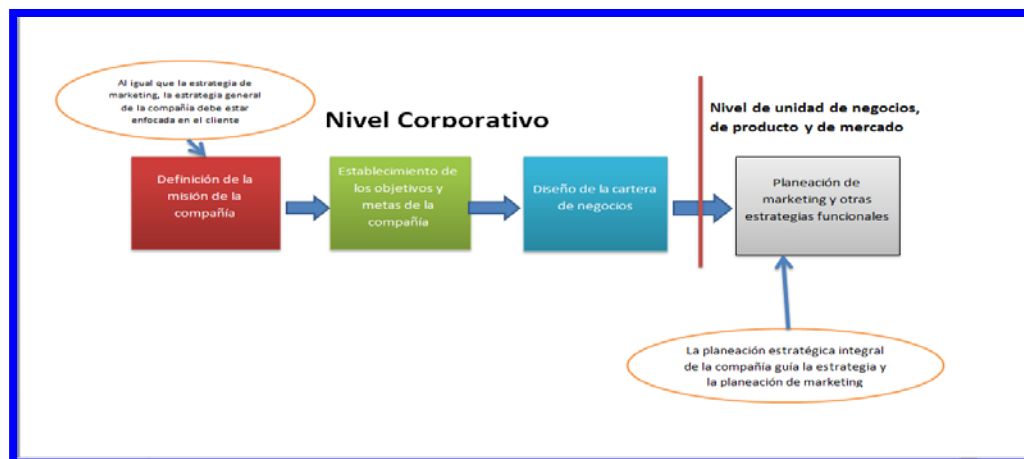 Al igual que la estrategia de
marketing, la estrategia general
de la compañía debe estar
enfocada en el cliente
Nivel Corporativo
Nivel de unidad de negocios,
de producto y de mercado
Definición de la
misión de la
compañía
Establecimiento de
los objetivos y
metas de la
compañía
Diseño de la cartera
de negocios
Planeación de
marketing y otras
estrategias funcionales
La planeación estratégica integral
de la compañía guía la estrategia y
la planeación de marketing